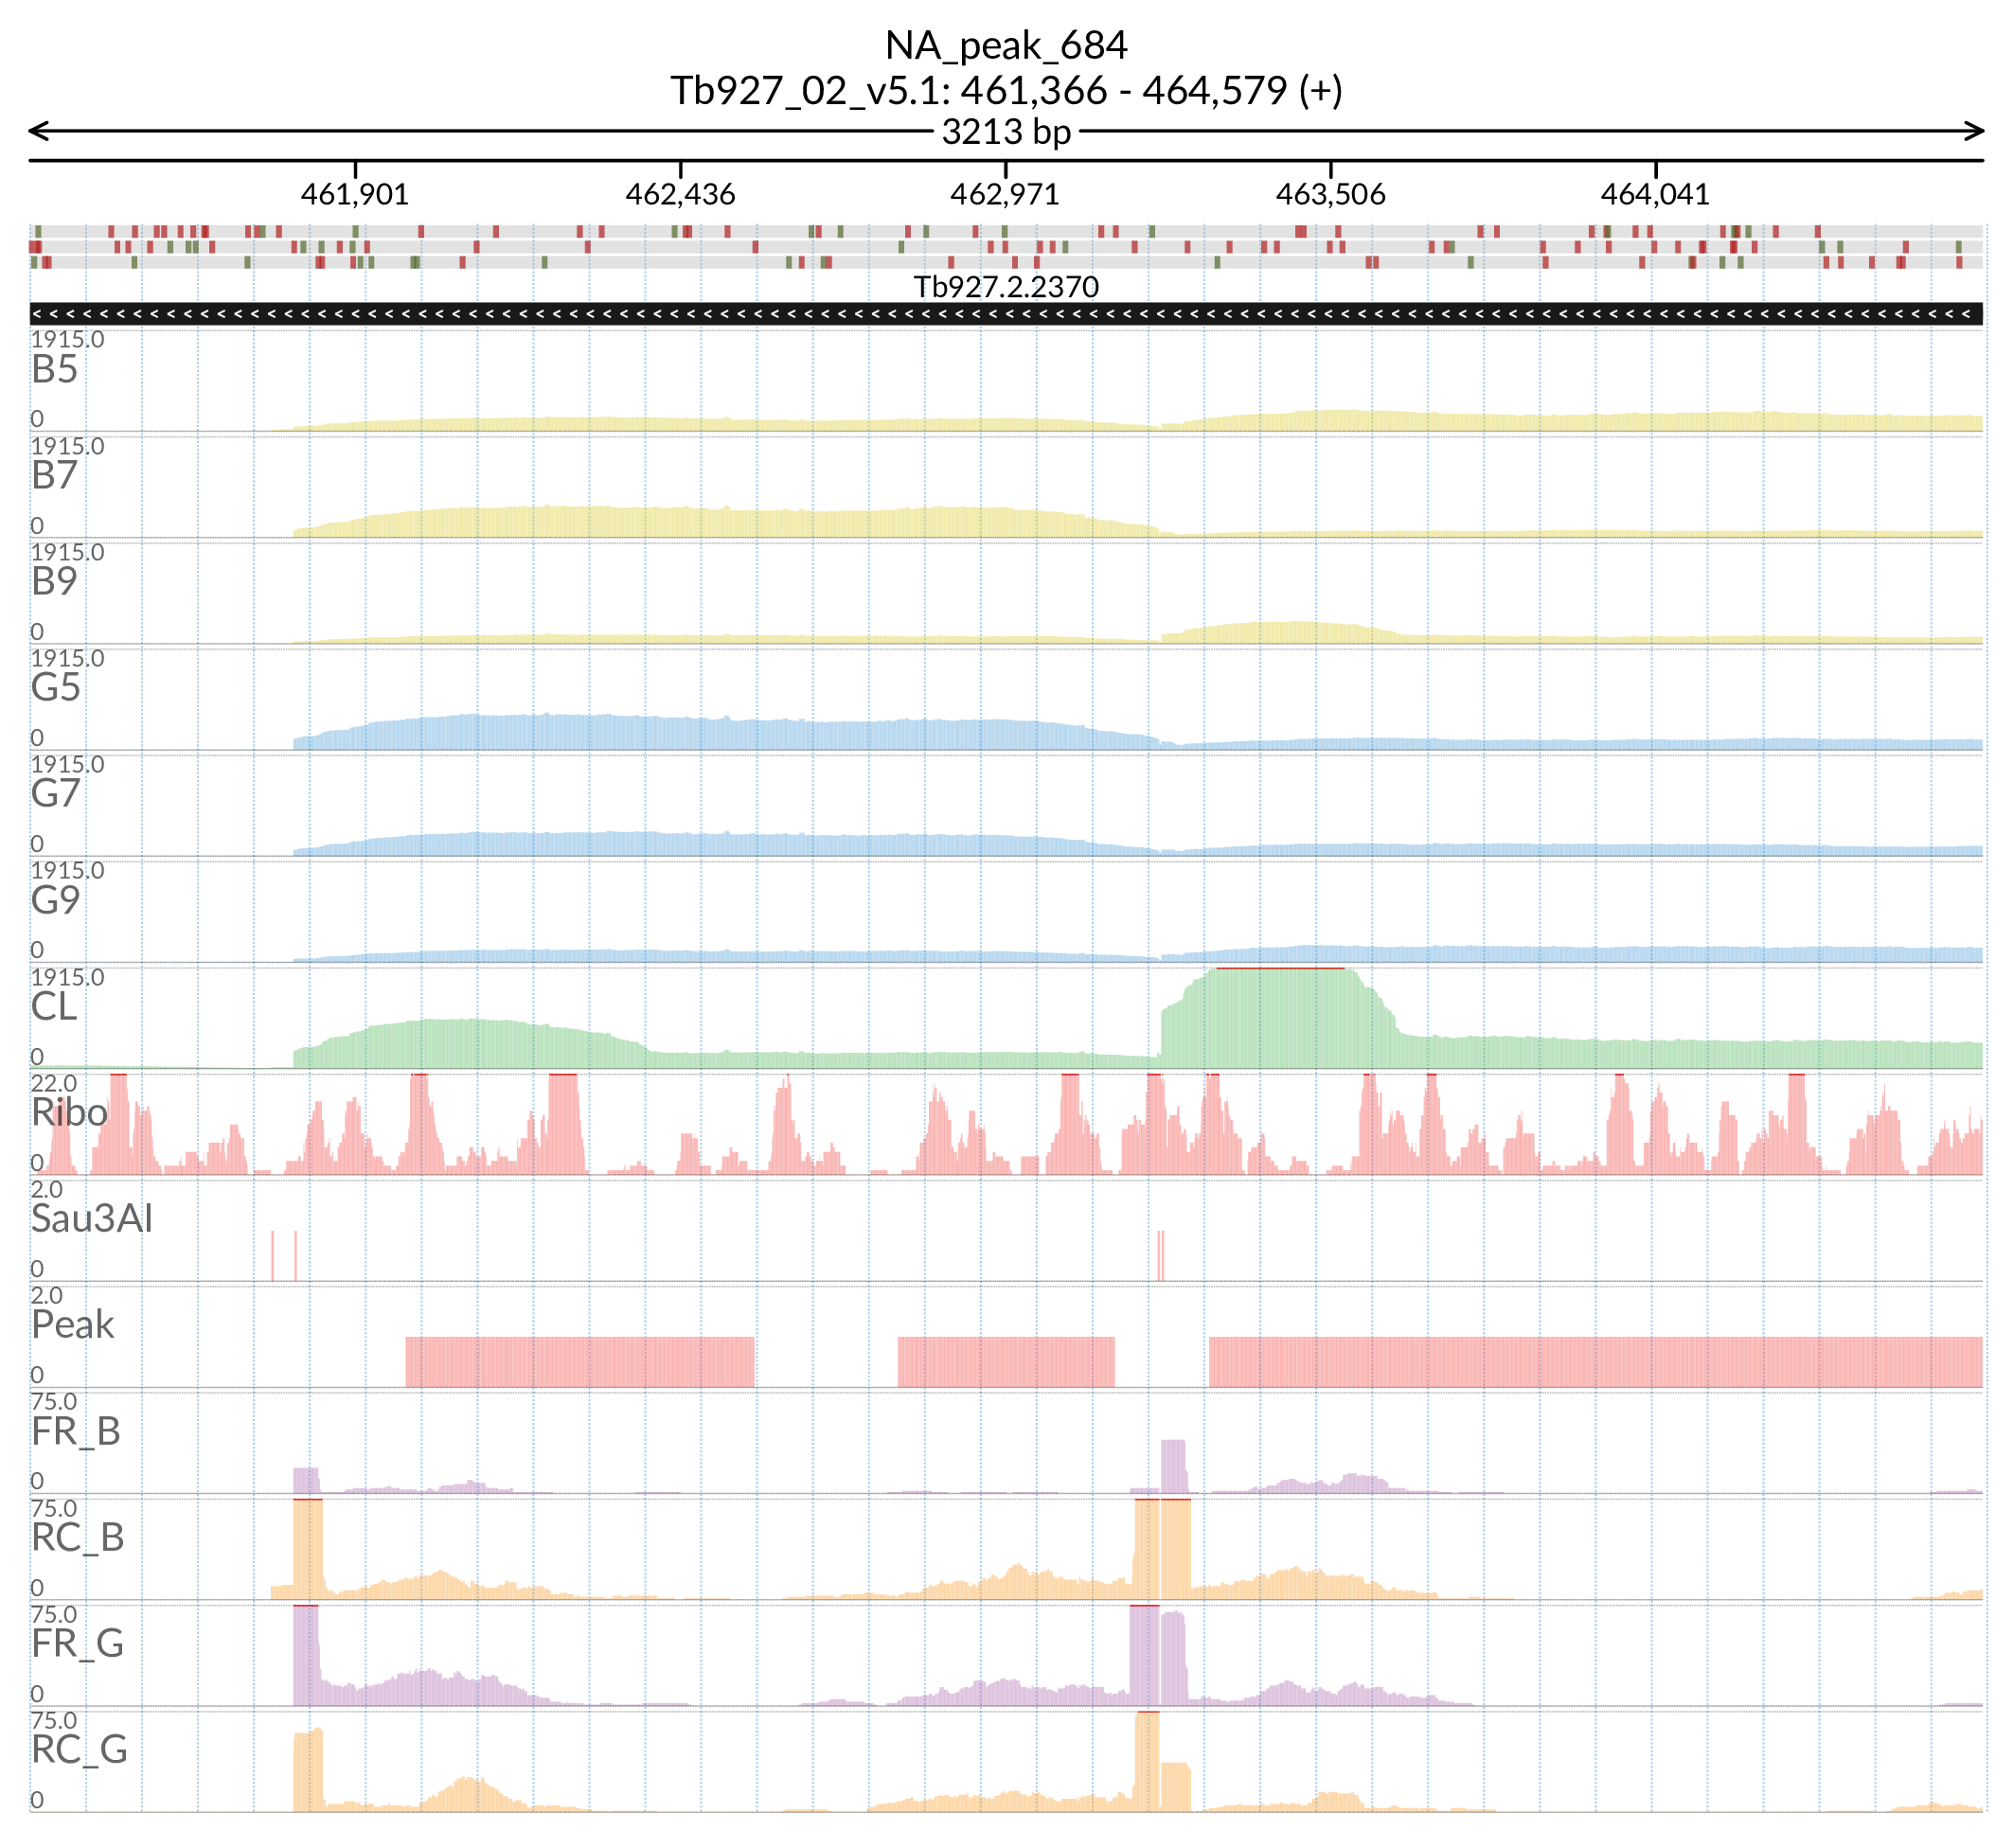 NA_peak_684
Tb927_02_v5.1: 461,366 - 464,579 (+)
3213 bp
461,901 462,436 462,971 463,506 464,041
Tb927.2.2370
1915.0
B5
0
1915.0
B7
0
1915.0
B9
0
1915.0
G5
0
1915.0
G7
0
1915.0
G9
0
1915.0
CL
0
22.0
Ribo
0
2.0
Sau3AI
0
2.0
Peak
0
75.0
FR_B
0
75.0
RC_B
0
75.0
FR_G
0
75.0
RC_G
0